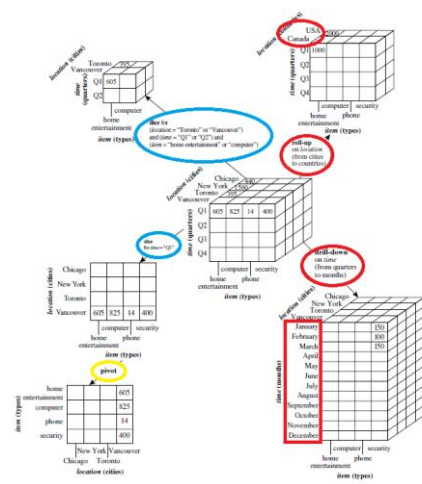 location (countries)
USA 2000
Canada
Q1 1000
Q2
Q3
Q4
time (quarters)
computer security
home phone
entertainment
item (types)
location (cities)
Toronto 395
Vancouver
Q1 605
Q2
time (quarters)
computer
home
entertainment
item (types)
dice for
(location = "Toronto" or "Vancouver")
and (time = "Q1" or "Q2") and
(item = "home entertainment" or "computer")
roll-up
on location
(from cities
to countries)
location (cities)
Chicago 440
New York 1560
Toronto 395
Vancouver
Q1 605 825 14 400
Q2
Q3
Q4
time (quarters)
computer security
home phone
entertainment
item (types)
slice
for time = "Q1"
drill-down
on time
(from quarters
to months)
location (cities)
Chicago
New York
Toronto
Vancouver 605 825 14 400
computer security
home phone
entertainment
item (types)
location (cities)
Chicago
New York
Toronto
Vancouver
January 150
February 100
March 150
April
May
June
July
August
September
October
November
December
time (months)
computer security
home phone
entertainment
item (types)
pivot
item (types)
home 605
entertainment
computer 825
phone 14
security 400
New York Vancouver
Chicago Toronto
location (cities)